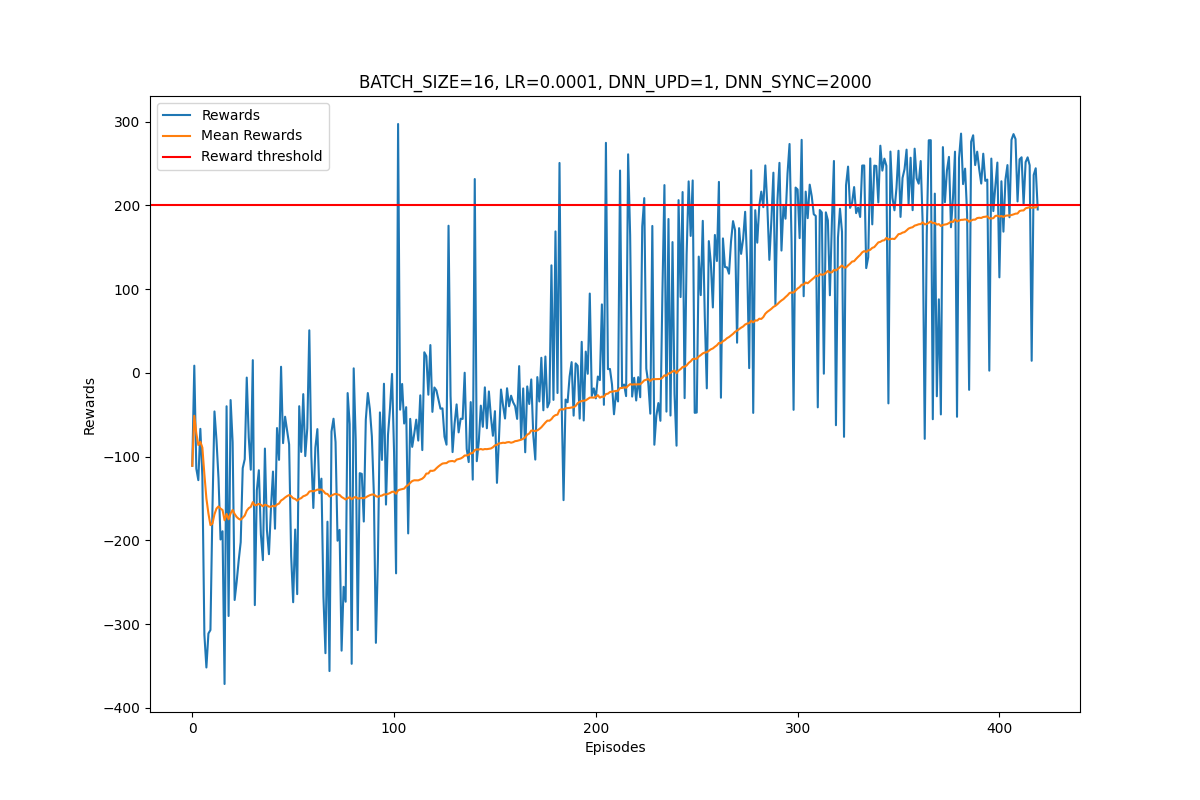 BATCH_SIZE=16, LR=0.0001, DNN_UPD=1, DNN_SYNC=2000
Rewards
Mean Rewards
Reward threshold
300
200
100
0
−100
−200
−300
−400
Rewards
0 100 200 300 400
Episodes